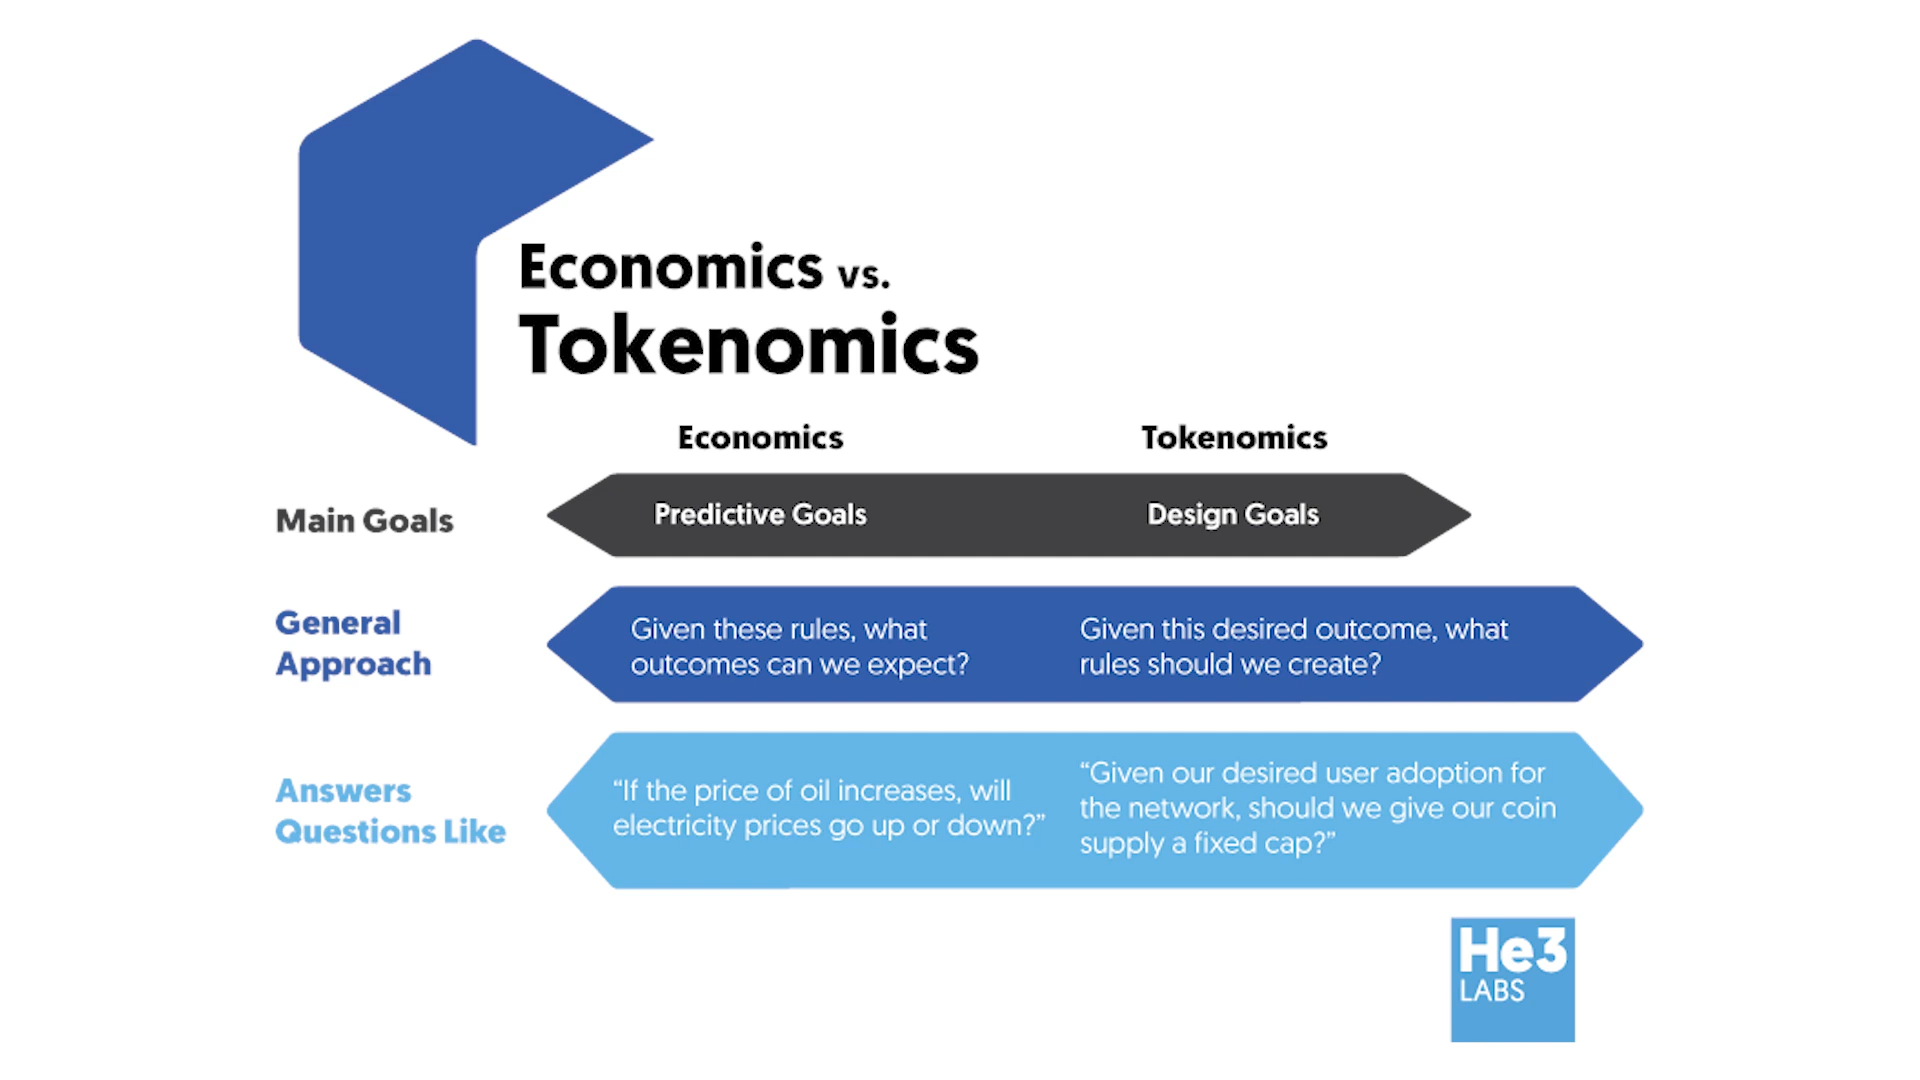 Economics vs.
Tokenomics
Economics
Tokenomics
Main Goals
Predictive Goals
Design Goals
General
Approach
Given these rules, what
outcomes can we expect?
Given this desired outcome, what
rules should we create?
Answers
Questions Like
“If the price of oil increases, will
electricity prices go up or down?”
“Given our desired user adoption for
the network, should we give our coin
supply a fixed cap?”
He3
LABS